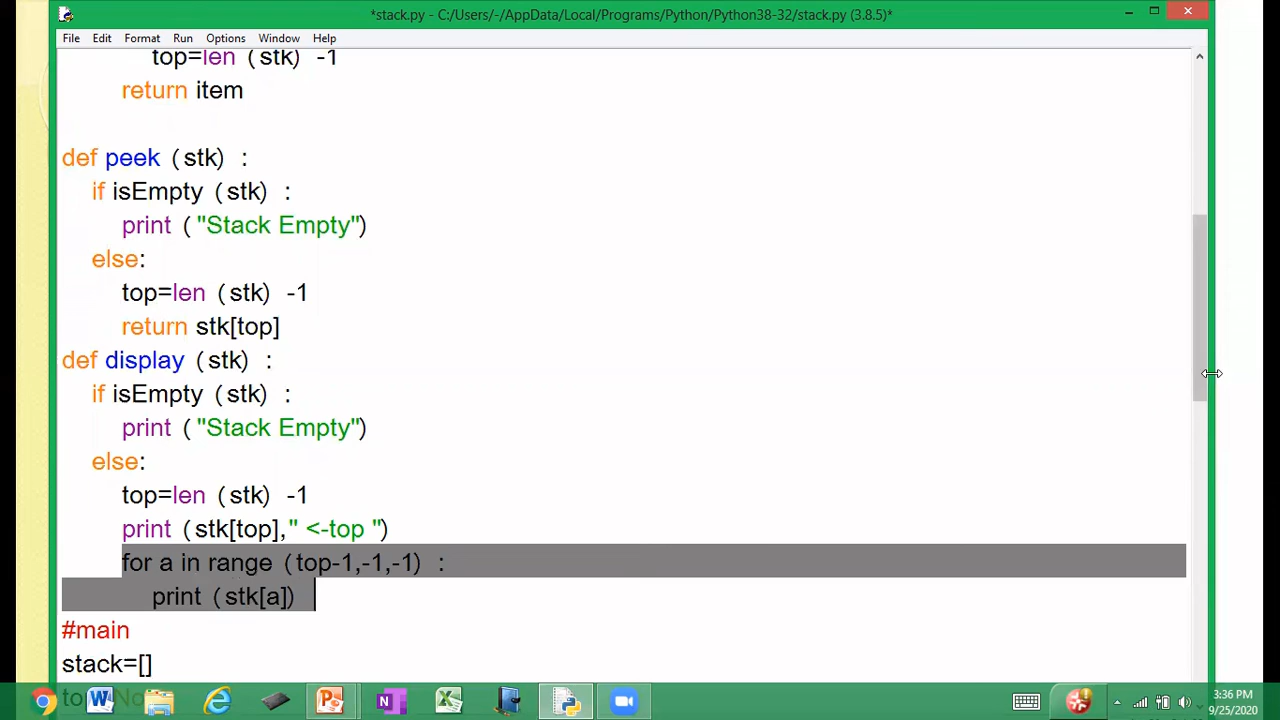 *stack.py - C:/Users/-/AppData/Local/Programs/Python/Python38-32/stack.py (3.8.5)*
File Edit Format Run Options Window Help
top=len (stk) -1
return item
def peek (stk) :
if isEmpty (stk) :
print ("Stack Empty")
else:
top=len (stk) -1
return stk[top]
def display (stk) :
if isEmpty (stk) :
print ("Stack Empty")
else:
top=len (stk) -1
print (stk[top]," <-top ")
for a in range (top-1,-1,-1) :
print (stk[a])
#main
stack=[]
3:36 PM
9/25/2020